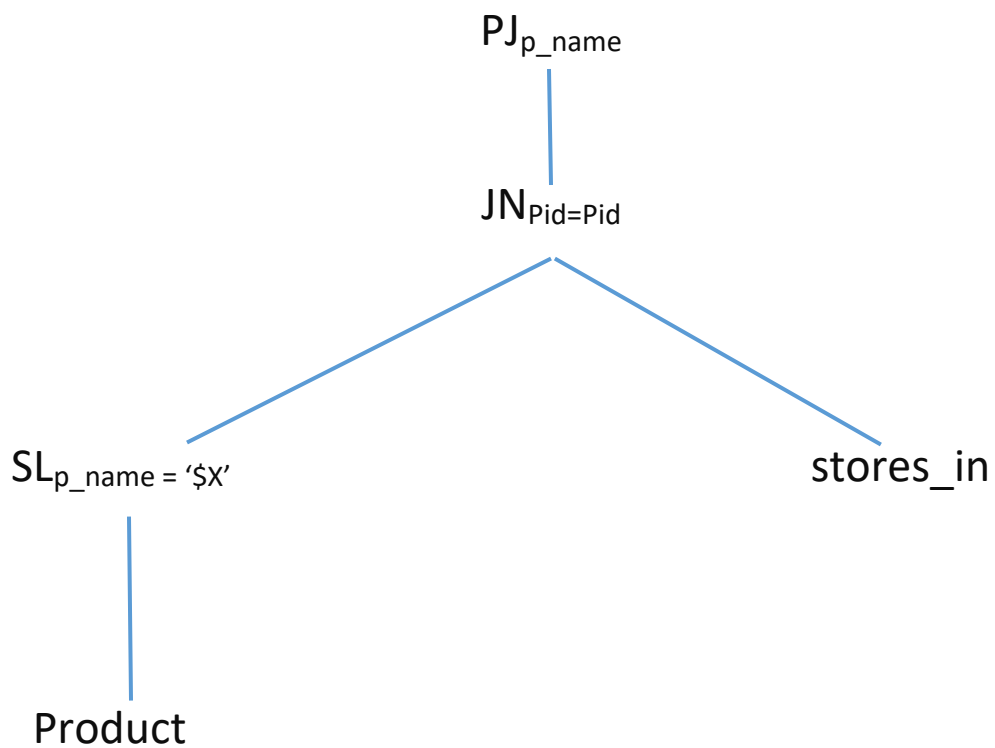 PJp_name
JNPid=Pid
SLp_name = ‘$X’
stores_in
Product